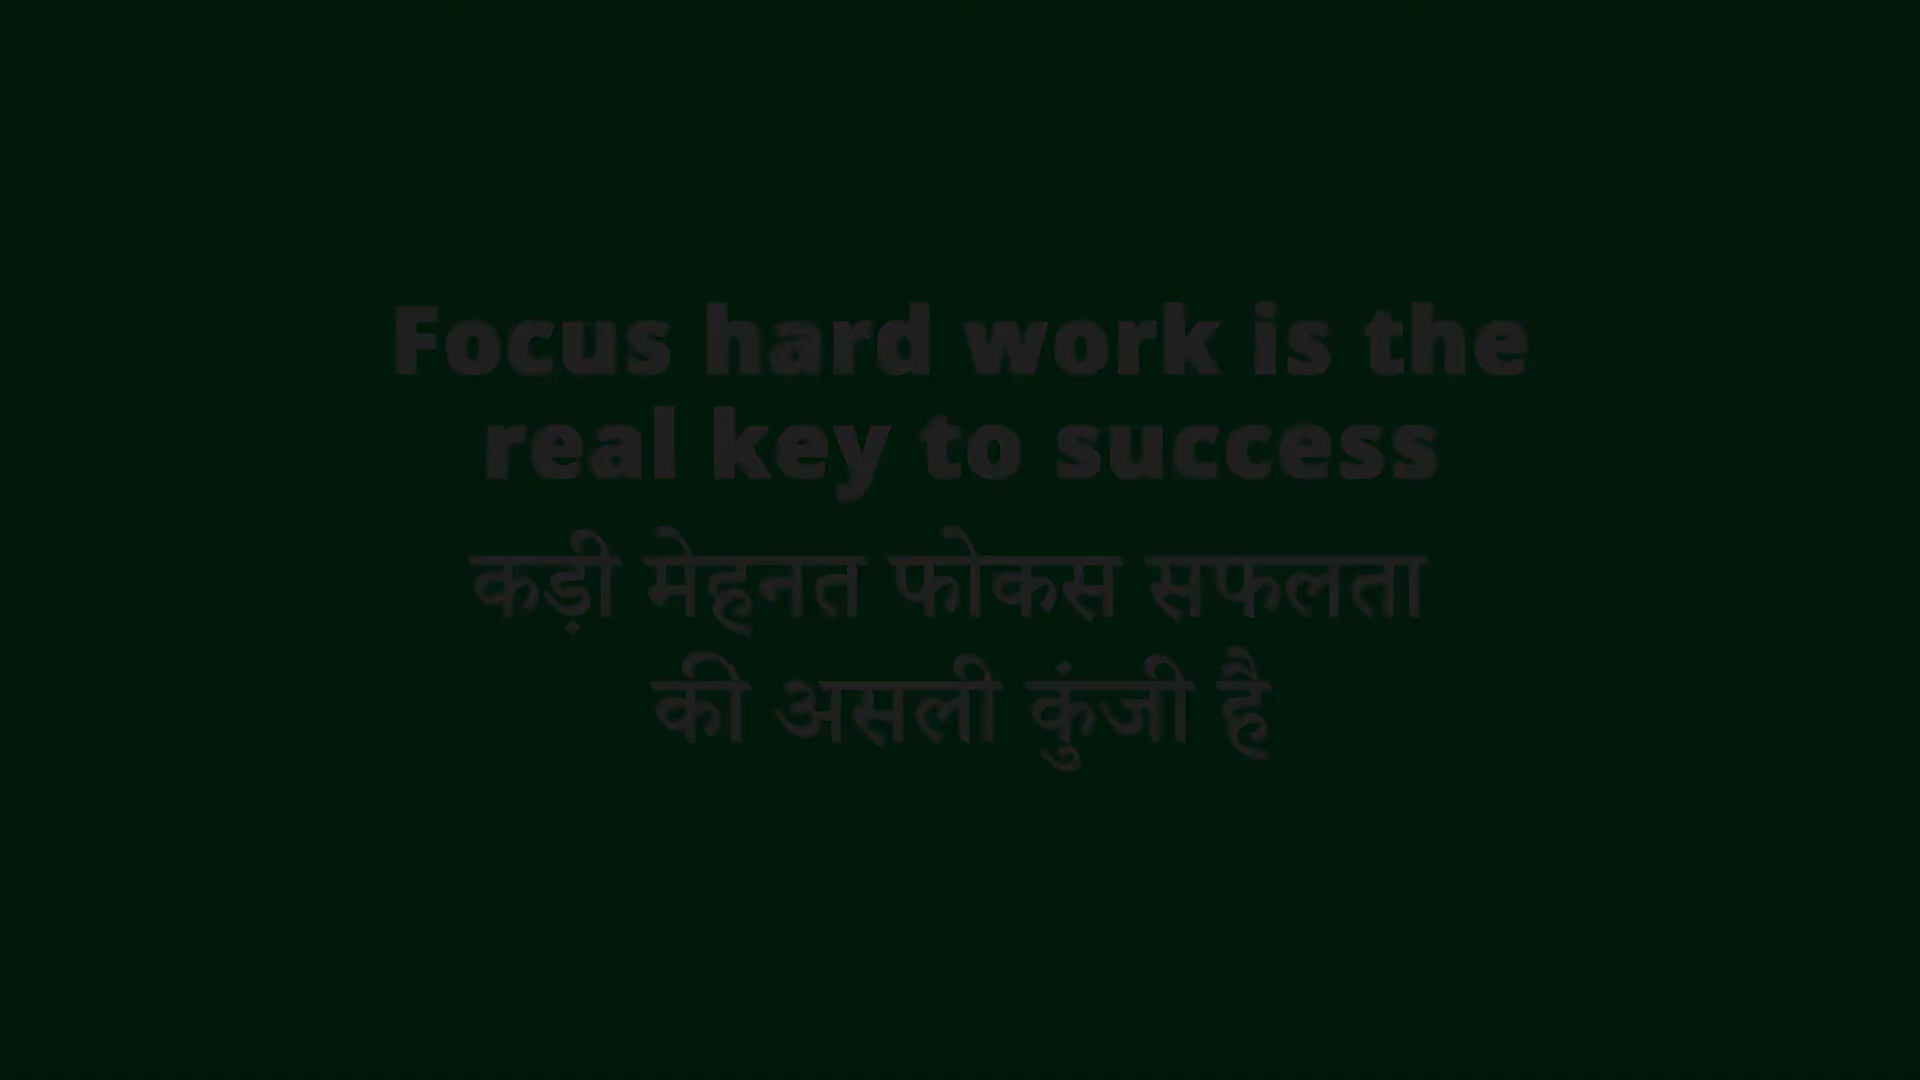 Focus hard work is the
real key to success
कड़ी मेहनत फोकस सफलता
की असली कुंजी है